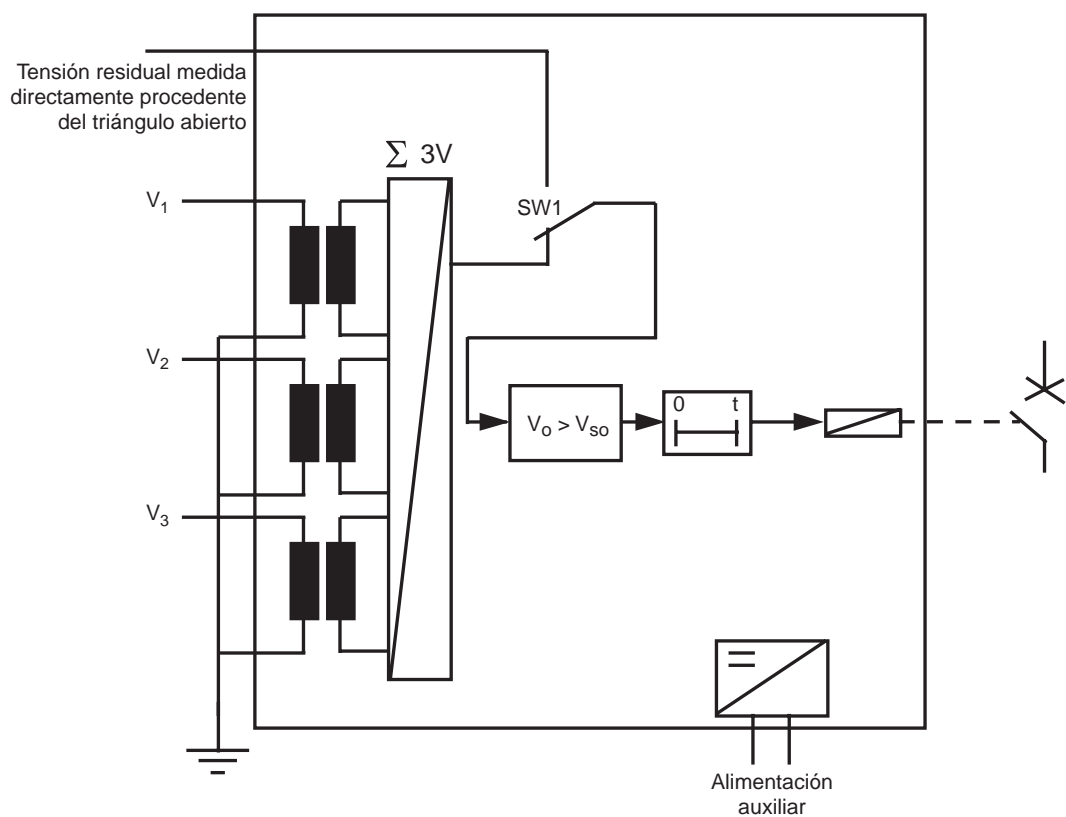 Tensión residual medida
directamente procedente
del triángulo abierto
∑ 3V
V1
SW1
V2
Vo > Vso
0 t
V3
Alimentación
auxiliar